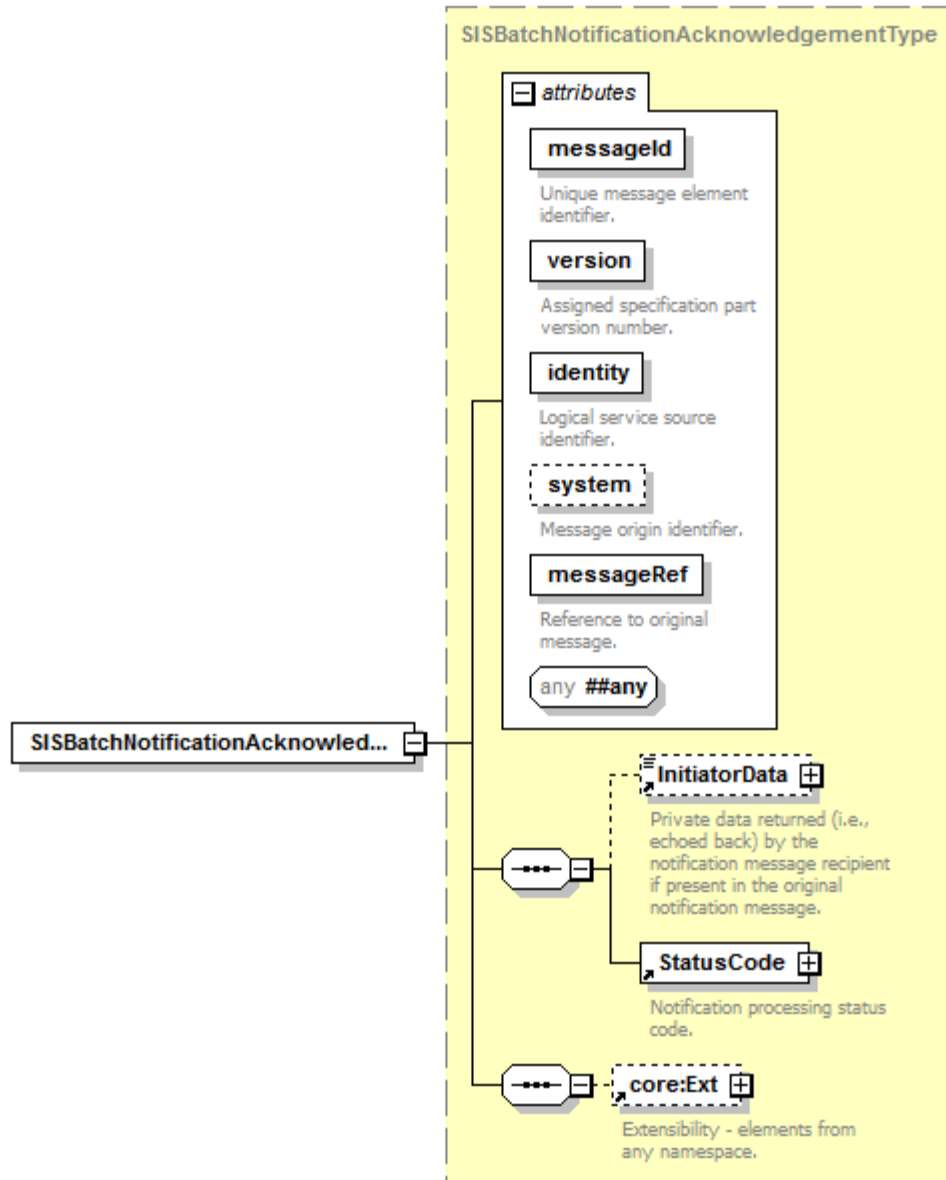 SISBatchNotificationAcknowledgementType
attributes
messageId
Unique message element
identifier.
version
Assigned specification part
version number.
identity
Logical service source
identifier.
system
Message origin identifier.
messageRef
Reference to original
message.
any ##any
SISBatchNotificationAcknowled...
InitiatorData
Private data returned (i.e.,
echoed back) by the
notification message recipient
if present in the original
notification message.
StatusCode
Notification processing status
code.
core:Ext
Extensibility - elements from
any namespace.